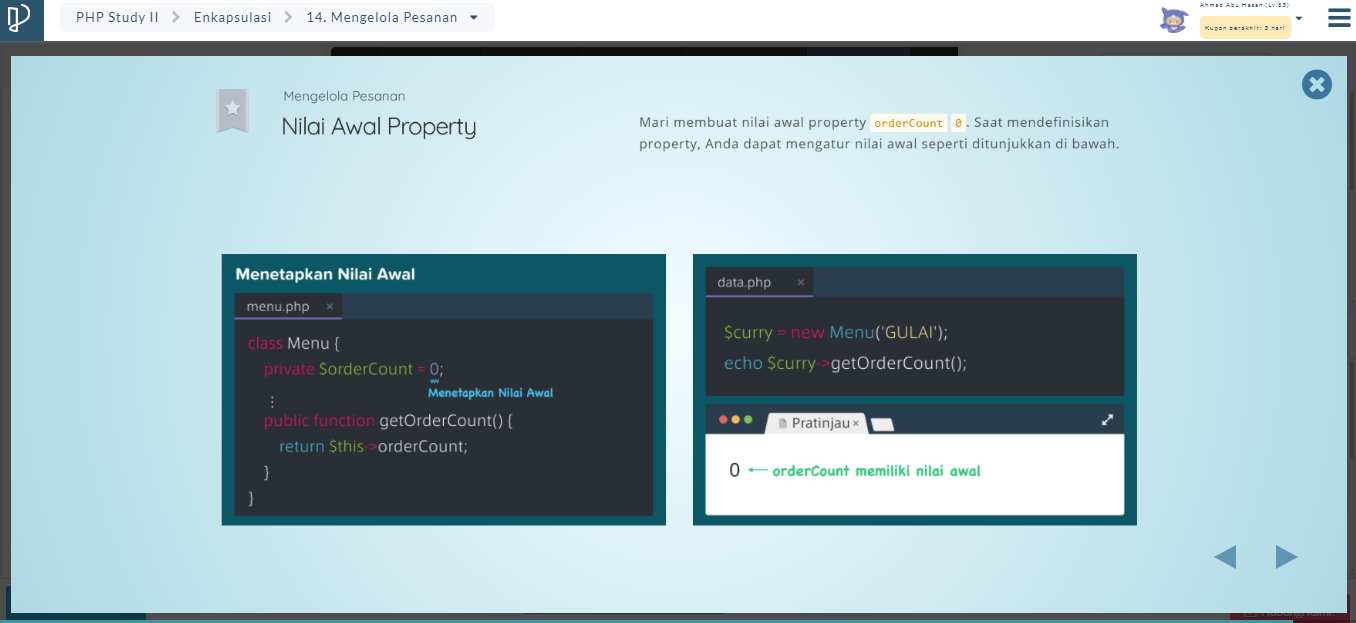 PHP Study II
Enkapsulasi
14. Mengelola Pesanan
Ahmad Abu Hasan (Lv.63)
Kupon berakhir: 3 hari
Mengelola Pesanan
Nilai Awal Property
Mari membuat nilai awal property orderCount 0. Saat mendefinisikan
property, Anda dapat mengatur nilai awal seperti ditunjukkan di bawah.
Menetapkan Nilai Awal
menu.php ×
class Menu {
private $orderCount = 0;
Menetapkan Nilai Awal
⋮
public function getOrderCount() {
return $this->orderCount;
}
}
data.php ×
$curry = new Menu('GULAI');
echo $curry->getOrderCount();
Pratinjau ×
0 ← orderCount memiliki nilai awal